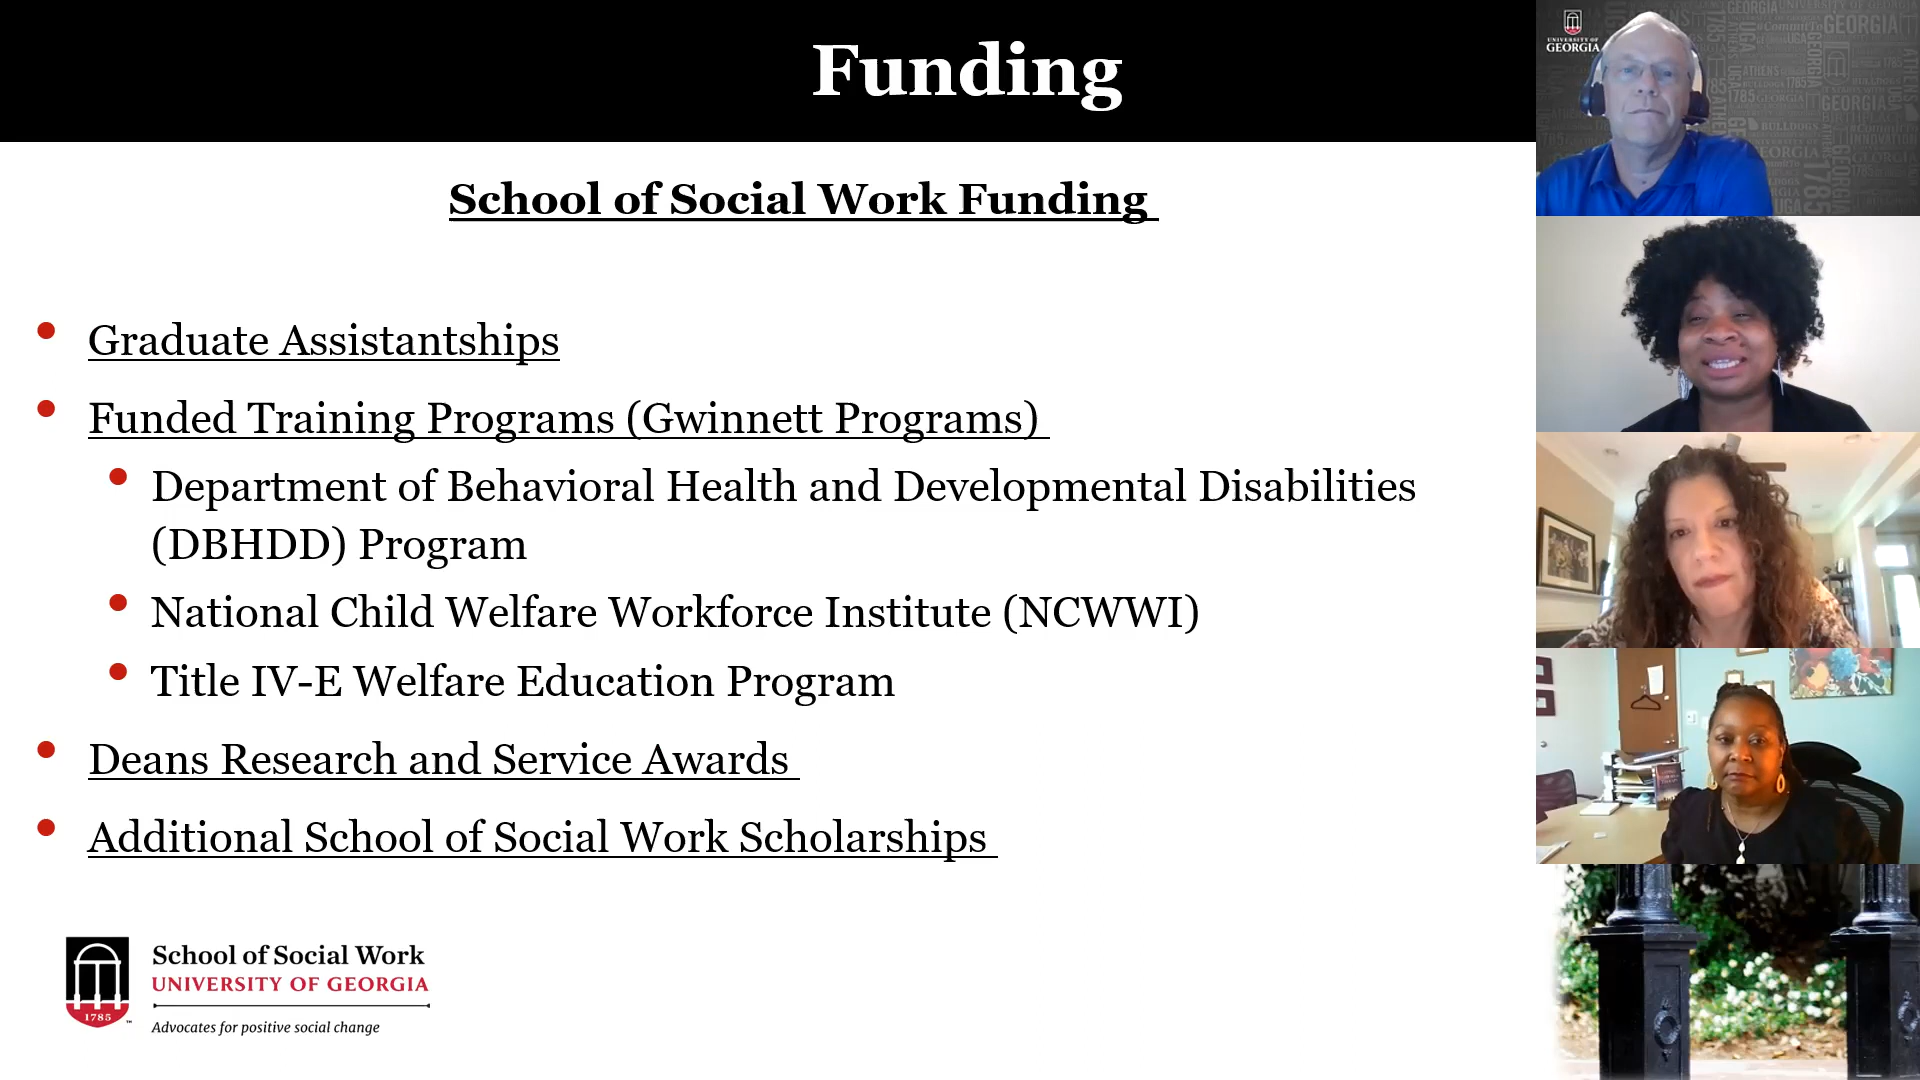 Funding
School of Social Work Funding
Graduate Assistantships
Funded Training Programs (Gwinnett Programs)
Department of Behavioral Health and Developmental Disabilities
(DBHDD) Program
National Child Welfare Workforce Institute (NCWWI)
Title IV-E Welfare Education Program
Deans Research and Service Awards
Additional School of Social Work Scholarships
School of Social Work
UNIVERSITY OF GEORGIA
1785
Advocates for positive social change
UNIVERSITY OF
GEORGIA